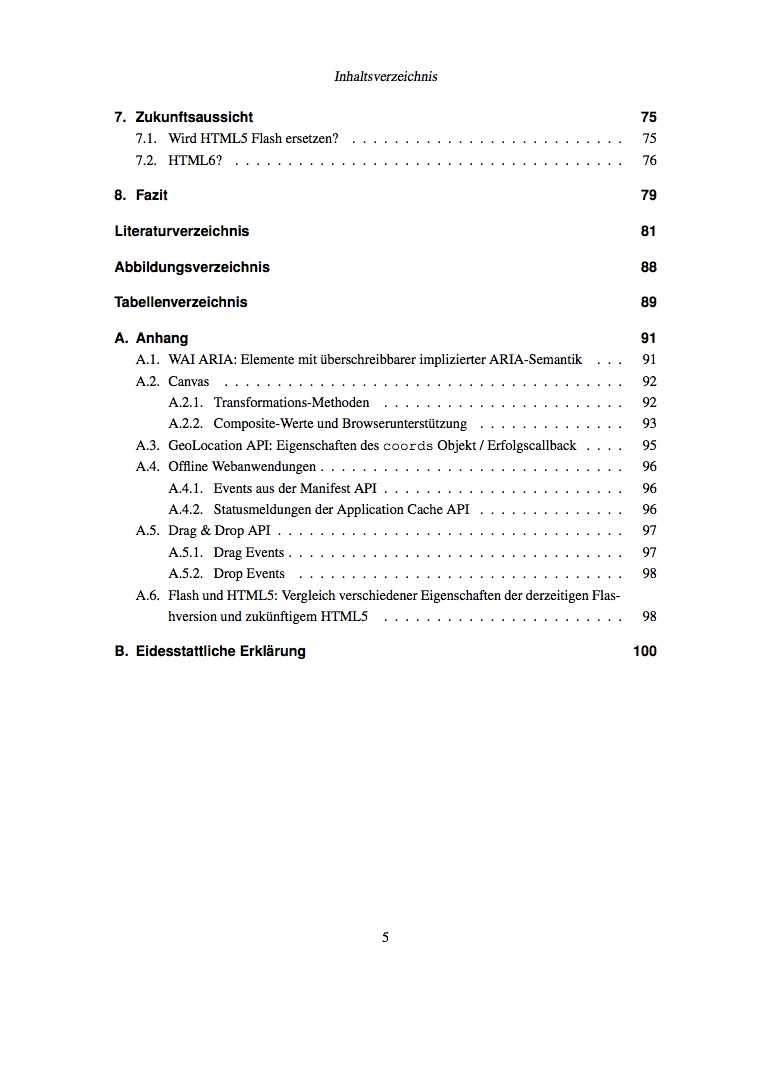 Inhaltsverzeichnis
7. Zukunftsaussicht 75
7.1. Wird HTML5 Flash ersetzen? . . . . . . . . . . . . . . . . . . . . . . . . . . 75
7.2. HTML6? . . . . . . . . . . . . . . . . . . . . . . . . . . . . . . . . . . . . . 76
8. Fazit 79
Literaturverzeichnis 81
Abbildungsverzeichnis 88
Tabellenverzeichnis 89
A. Anhang 91
A.1. WAI ARIA: Elemente mit überschreibbarer implizierter ARIA-Semantik . . . 91
A.2. Canvas . . . . . . . . . . . . . . . . . . . . . . . . . . . . . . . . . . . . . . 92
A.2.1. Transformations-Methoden . . . . . . . . . . . . . . . . . . . . . . . 92
A.2.2. Composite-Werte und Browserunterstützung . . . . . . . . . . . . . . 93
A.3. GeoLocation API: Eigenschaften des coords Objekt / Erfolgscallback . . . . 95
A.4. Offline Webanwendungen . . . . . . . . . . . . . . . . . . . . . . . . . . . . . 96
A.4.1. Events aus der Manifest API . . . . . . . . . . . . . . . . . . . . . . . 96
A.4.2. Statusmeldungen der Application Cache API . . . . . . . . . . . . . . 96
A.5. Drag & Drop API . . . . . . . . . . . . . . . . . . . . . . . . . . . . . . . . . 97
A.5.1. Drag Events . . . . . . . . . . . . . . . . . . . . . . . . . . . . . . . . 97
A.5.2. Drop Events . . . . . . . . . . . . . . . . . . . . . . . . . . . . . . . 98
A.6. Flash und HTML5: Vergleich verschiedener Eigenschaften der derzeitigen Flas-
hversion und zukünftigem HTML5 . . . . . . . . . . . . . . . . . . . . . . . 98
B. Eidesstattliche Erklärung 100
5